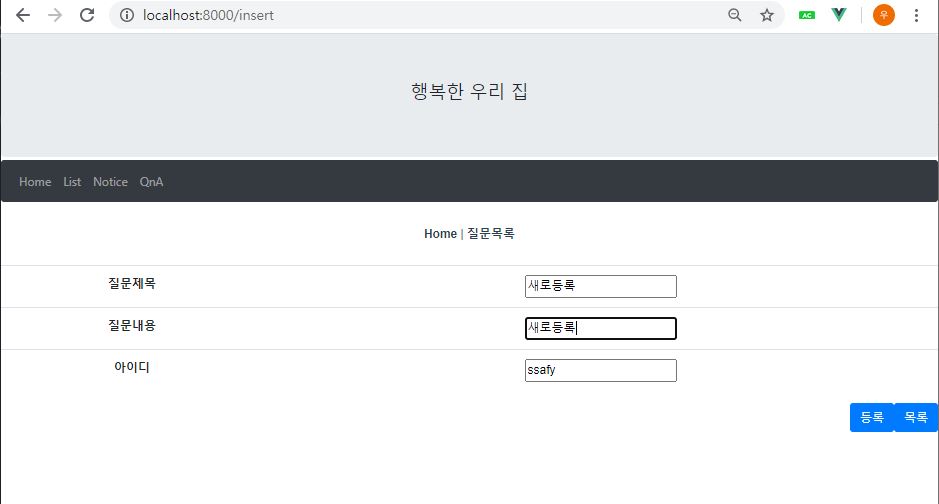 localhost:8000/insert
AC
우
행복한 우리 집
Home List Notice QnA
Home | 질문목록
질문제목 새로등록
질문내용 새로등록
아이디 ssafy
등록 목록